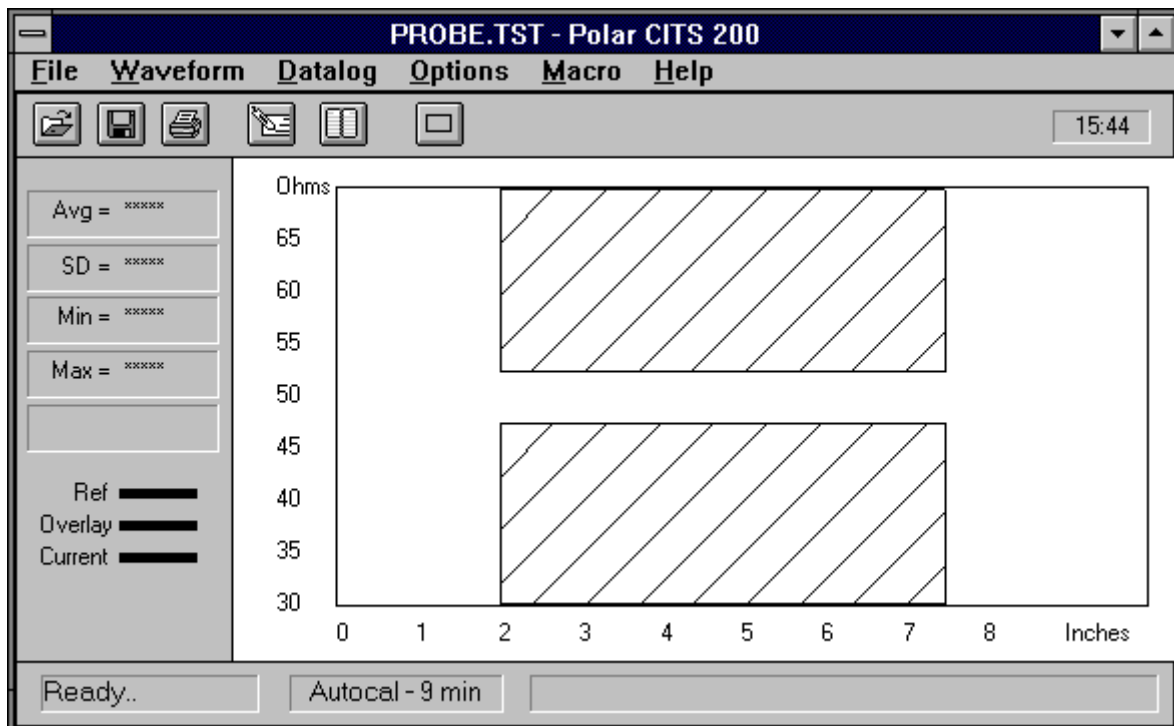 PROBE.TST - Polar CITS 200
File Waveform Datalog Options Macro Help
15:44
Avg = *****
SD = *****
Min = *****
Max = *****
Ref
Overlay
Current
Ohms
65
60
55
50
45
40
35
30
0 1 2 3 4 5 6 7 8 Inches
Ready..
Autocal - 9 min